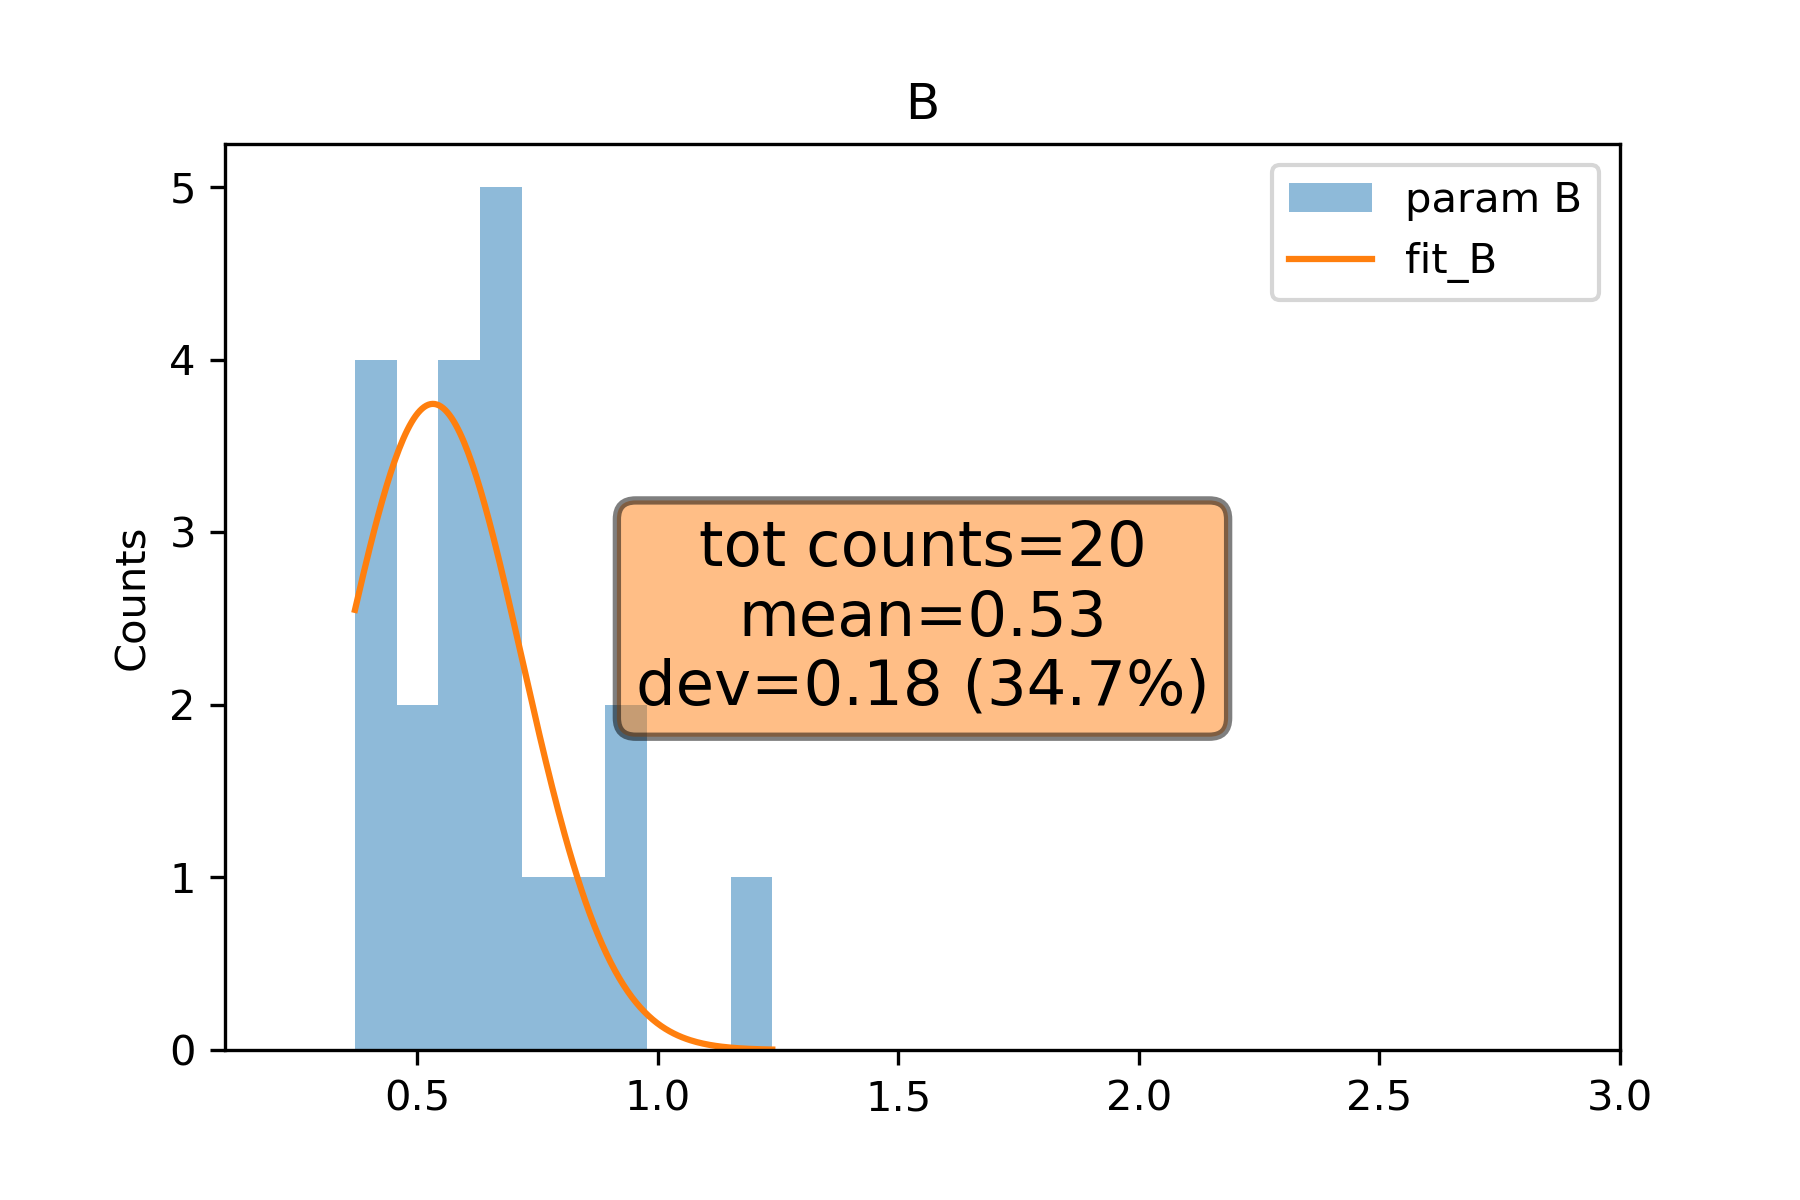 B
5
4
3
2
1
0
Counts
param B
fit_B
tot counts=20
mean=0.53
dev=0.18 (34.7%)
0.5 1.0 1.5 2.0 2.5 3.0